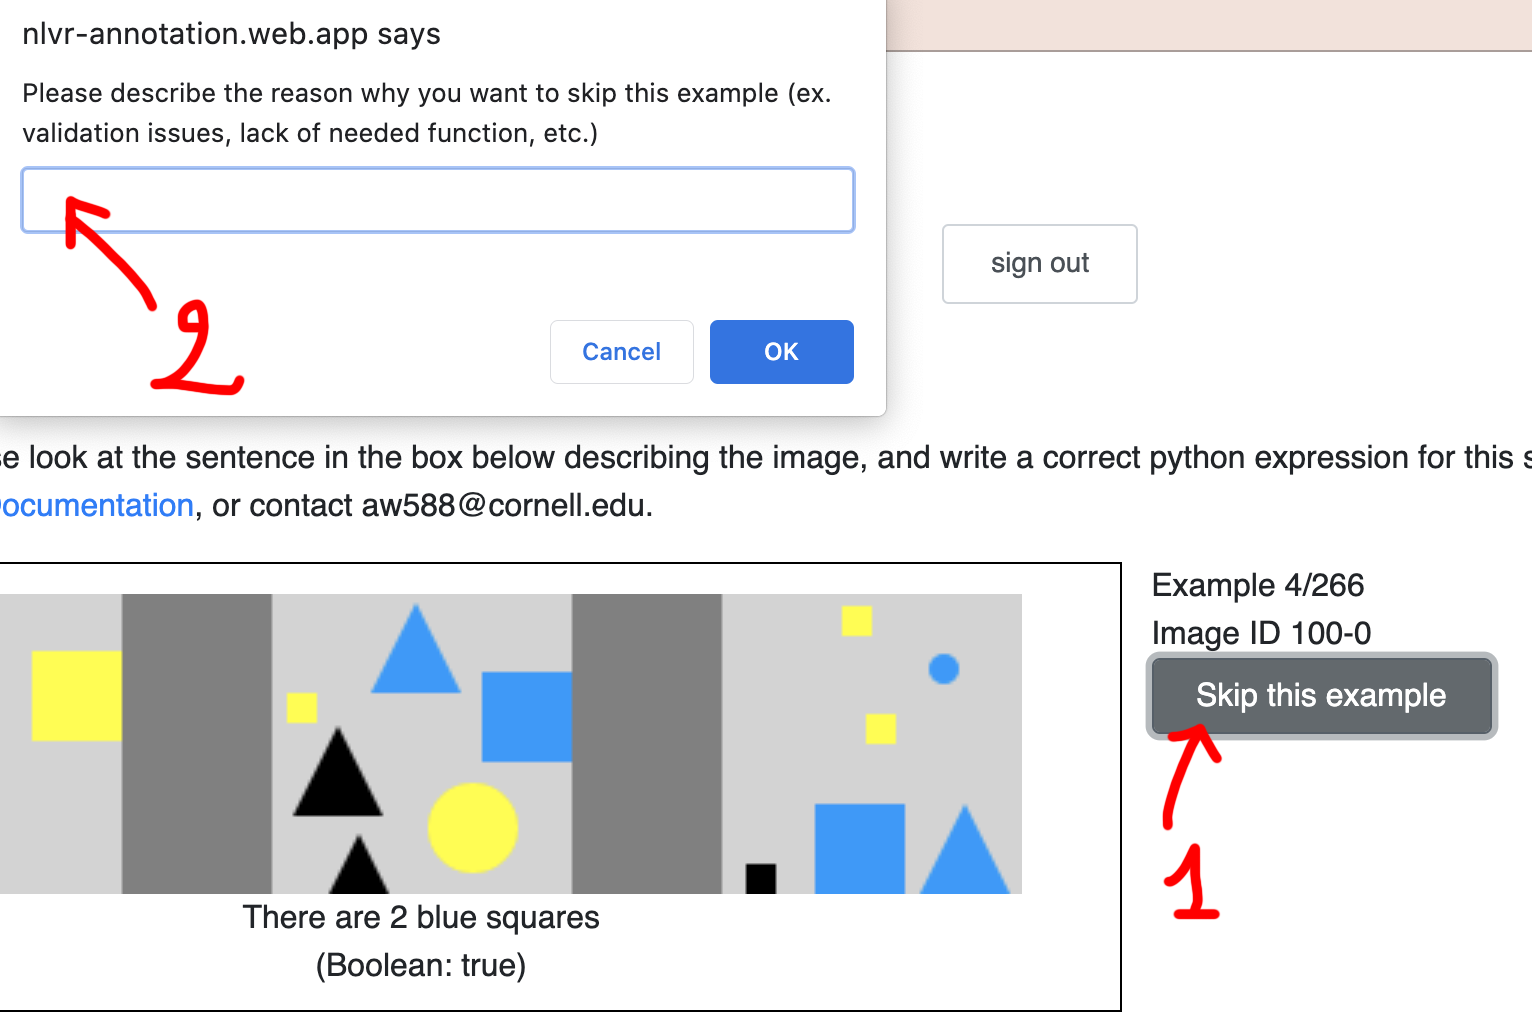 nlvr-annotation.web.app says
Please describe the reason why you want to skip this example (ex.
validation issues, lack of needed function, etc.)
sign out
2
Cancel
OK
look at the sentence in the box below describing the image, and write a correct python expression for this
ocumentation, or contact aw588@cornell.edu.
Example 4/266
Image ID 100-0
Skip this example
1
There are 2 blue squares
(Boolean: true)